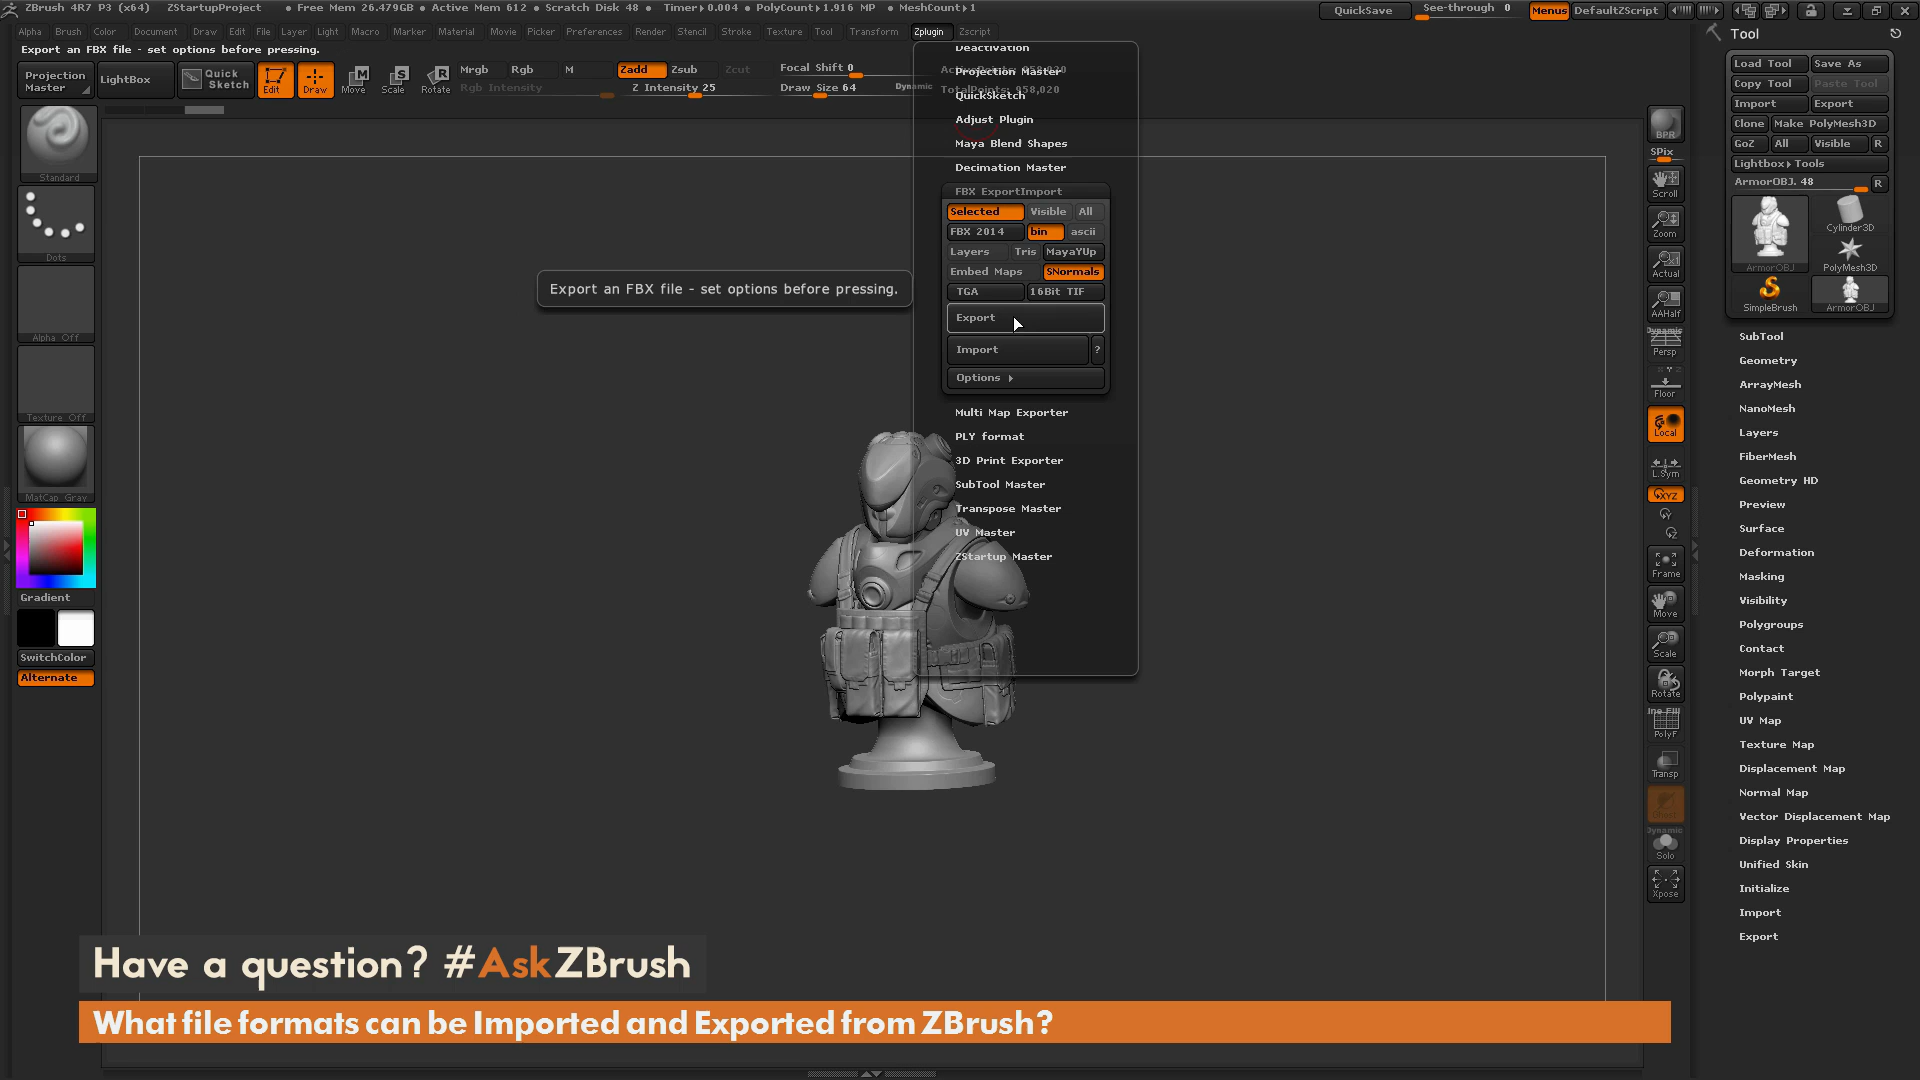 ZBrush 4R7 P3 (x64) ZStartupProject • Free Mem 26.479GB • Active Mem 612 • Scratch Disk 48 • Timer▸0.004 • PolyCount▸1.916 MP • MeshCount▸1 QuickSave See-through 0 Menus DefaultZScript
Alpha Brush Color Document Draw Edit File Layer Light Macro Marker Material Movie Picker Preferences Render Stencil Stroke Texture Tool Transform Zplugin Zscript
Export an FBX file - set options before pressing.
Projection Master
LightBox
Quick Sketch
Edit
Draw
Move
Scale
Rotate
Mrgb Rgb M
Rgb Intensity
Zadd Zsub Zcut
Z Intensity 25
Focal Shift 0
Draw Size 64
Dynamic
TotalPoints: 958,020
Standard
Dots
Alpha Off
Texture Off
MatCap Gray
Gradient
SwitchColor
Alternate
Deactivation
Projection Master
QuickSketch
Adjust Plugin
Maya Blend Shapes
Decimation Master
FBX ExportImport
Selected Visible All
FBX 2014 bin ascii
Layers Tris MayaYUp
Embed Maps SNormals
TGA 16Bit TIF
Export
Import ?
Options
Multi Map Exporter
PLY format
3D Print Exporter
SubTool Master
Transpose Master
UV Master
ZStartup Master
Export an FBX file - set options before pressing.
BPR
SPix
Scroll
Zoom
Actual
AAHalf
Dynamic
Persp
Floor
Local
L.Sym
XYZ
Frame
Move
Scale
Rotate
PolyF
Transp
Dynamic
Solo
Xpose
Tool
Load Tool Save As
Copy Tool Paste Tool
Import Export
Clone Make PolyMesh3D
GoZ All Visible R
Lightbox▸Tools
ArmorOBJ. 48 R
ArmorOBJ
Cylinder3D
PolyMesh3D
SimpleBrush
ArmorOBJ
SubTool
Geometry
ArrayMesh
NanoMesh
Layers
FiberMesh
Geometry HD
Preview
Surface
Deformation
Masking
Visibility
Polygroups
Contact
Morph Target
Polypaint
UV Map
Texture Map
Displacement Map
Normal Map
Vector Displacement Map
Display Properties
Unified Skin
Initialize
Import
Export
Have a question? #AskZBrush
What file formats can be Imported and Exported from ZBrush?